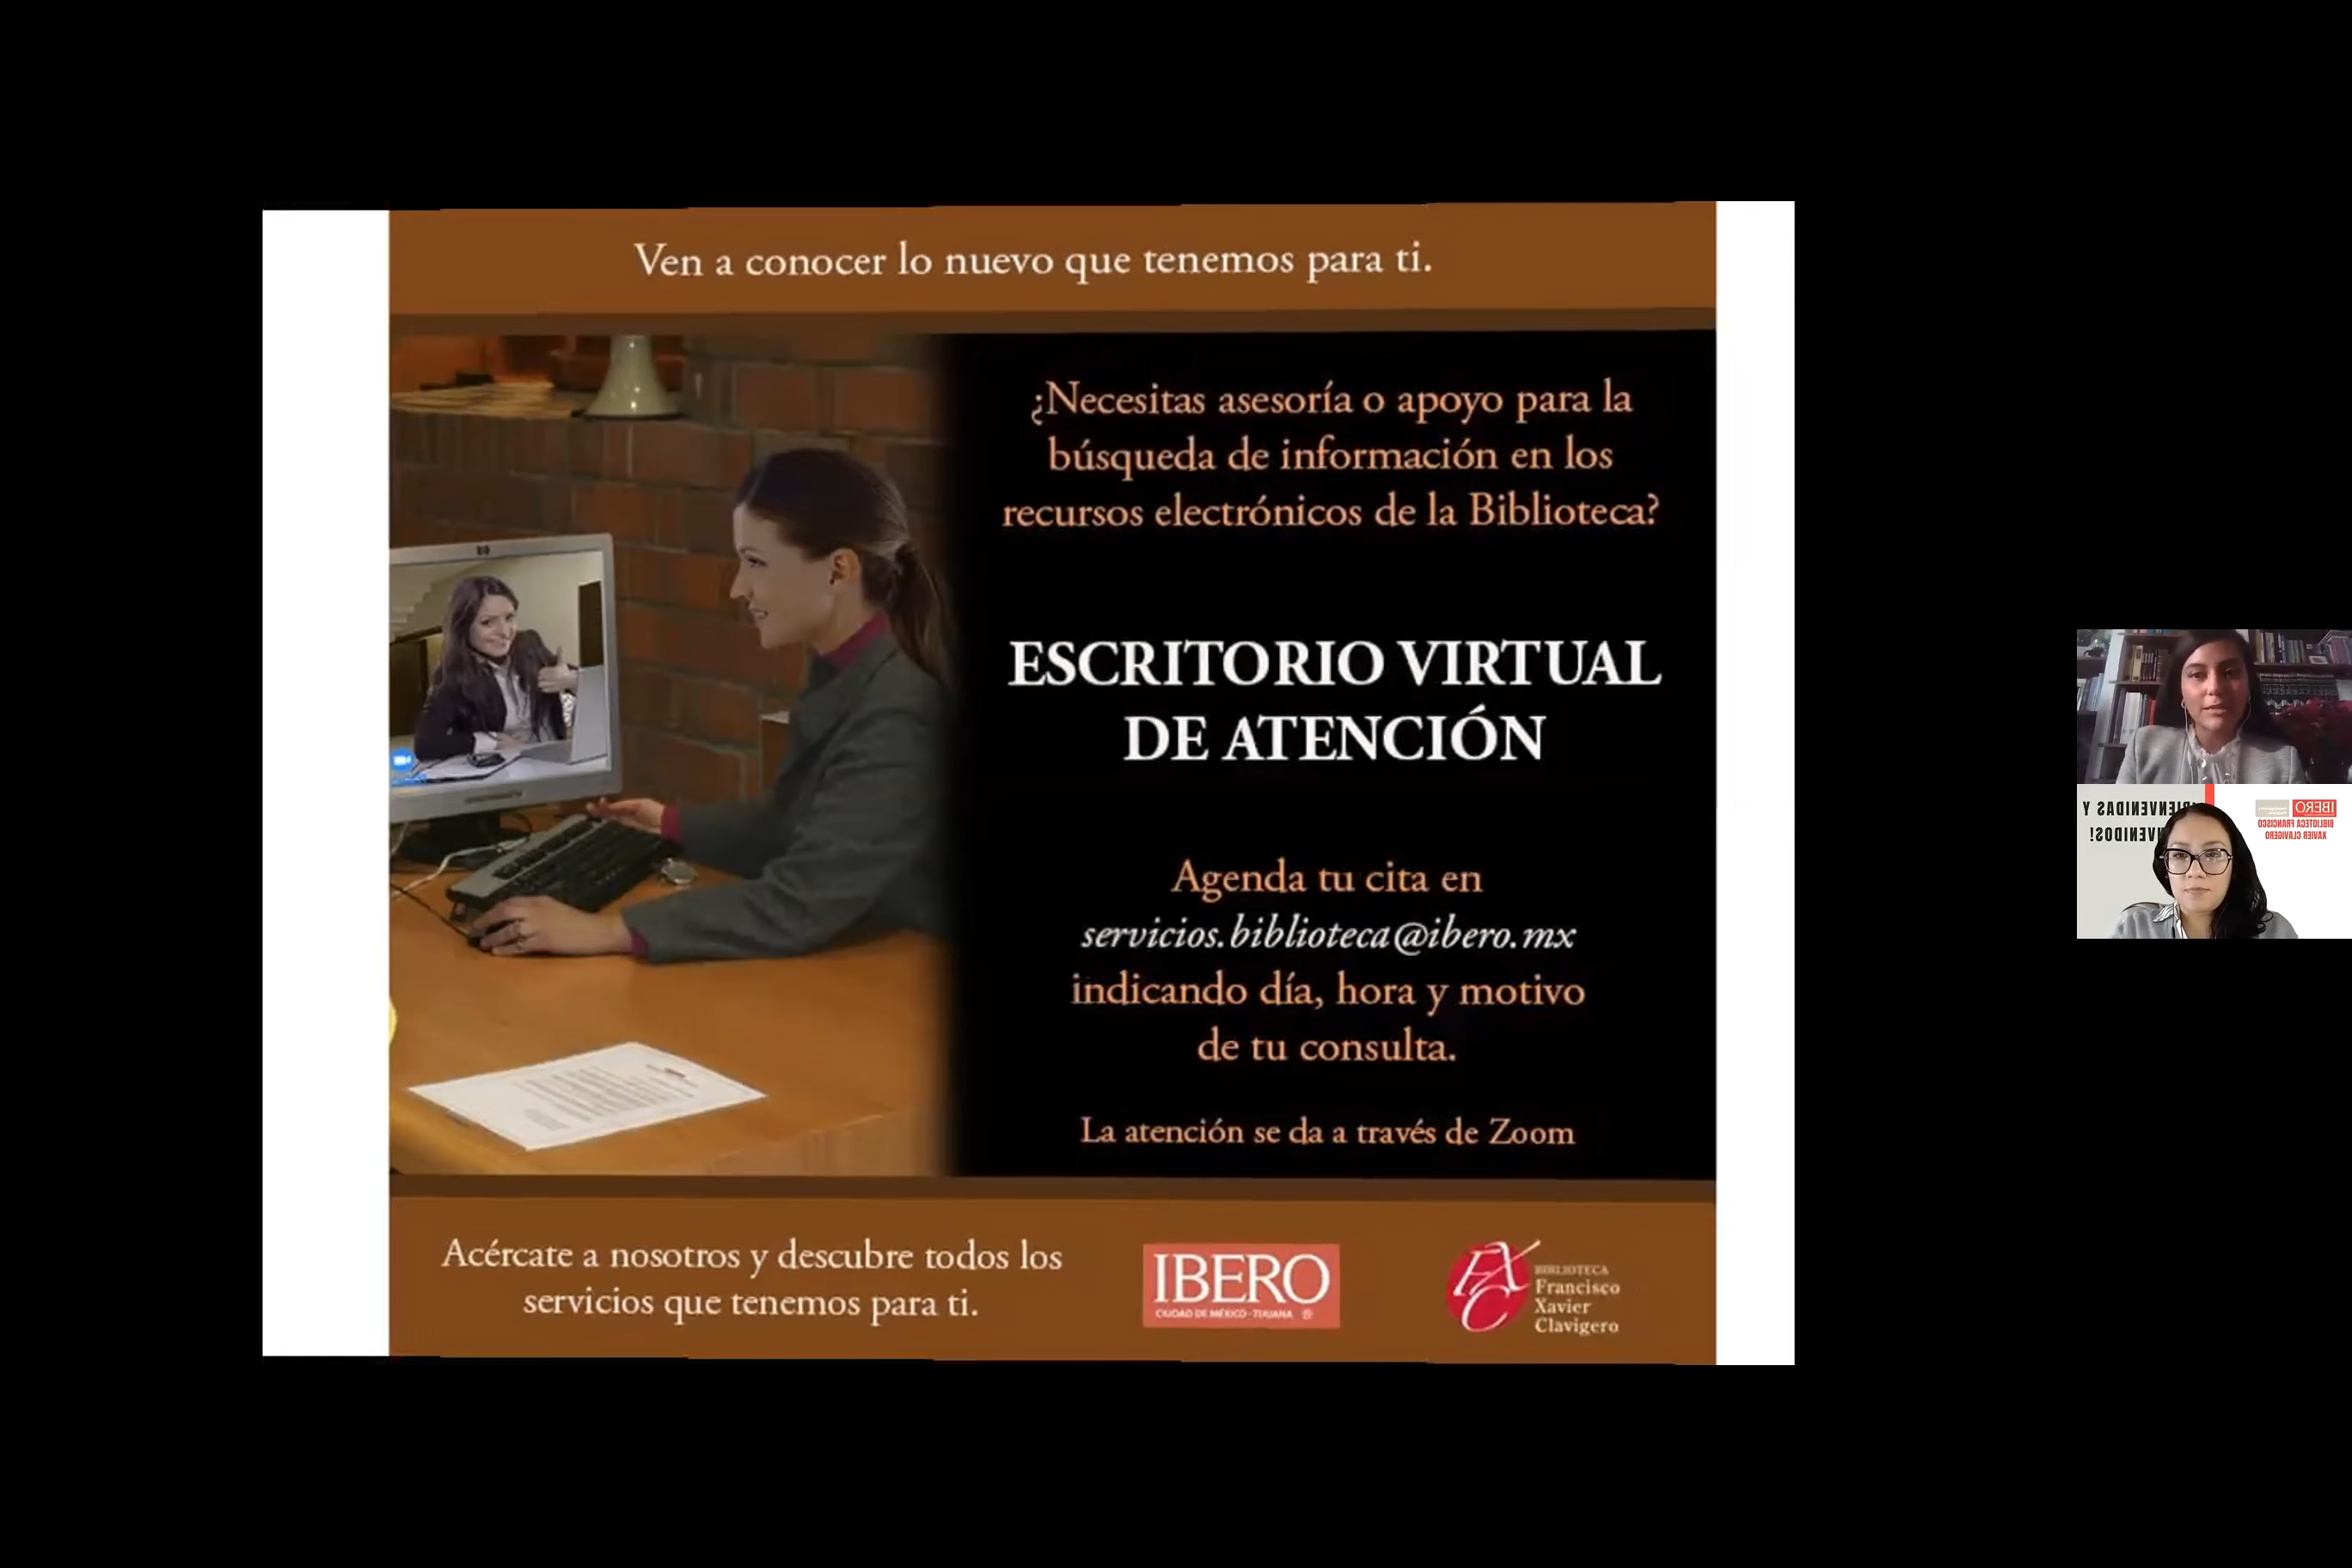 Ven a conocer lo nuevo que tenemos para ti.
¿Necesitas asesoría o apoyo para la
búsqueda de información en los
recursos electrónicos de la Biblioteca?
ESCRITORIO VIRTUAL
DE ATENCIÓN
Agenda tu cita en
servicios.biblioteca@ibero.mx
indicando día, hora y motivo
de tu consulta.
La atención se da a través de Zoom
Acércate a nosotros y descubre todos los
servicios que tenemos para ti.
IBERO
CIUDAD DE MÉXICO - TIJUANA
FXC
BIBLIOTECA
Francisco
Xavier
Clavigero
BIENVENIDAS Y
IBERO
BIBLIOTECA FRANCISCO
XAVIER CLAVIGERO